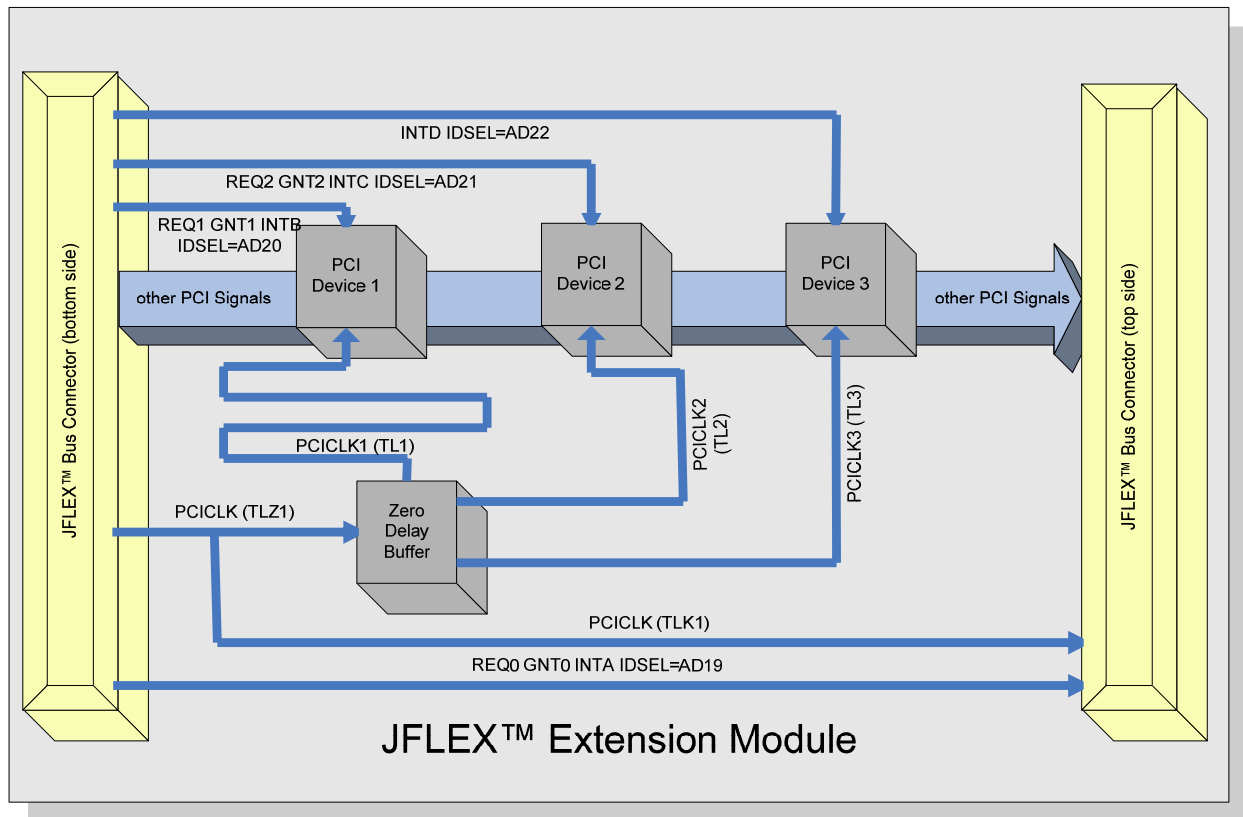 INTD IDSEL=AD22
REQ2 GNT2 INTC IDSEL=AD21
REQ1 GNT1 INTB
IDSEL=AD20
PCI
Device 1
PCI
Device 2
PCI
Device 3
other PCI Signals
other PCI Signals
JFLEX™ Bus Connector (bottom side)
JFLEX™ Bus Connector (top side)
PCICLK1 (TL1)
PCICLK2
(TL2)
PCICLK3 (TL3)
PCICLK (TLZ1)
Zero
Delay
Buffer
PCICLK (TLK1)
REQ0 GNT0 INTA IDSEL=AD19
JFLEX™ Extension Module